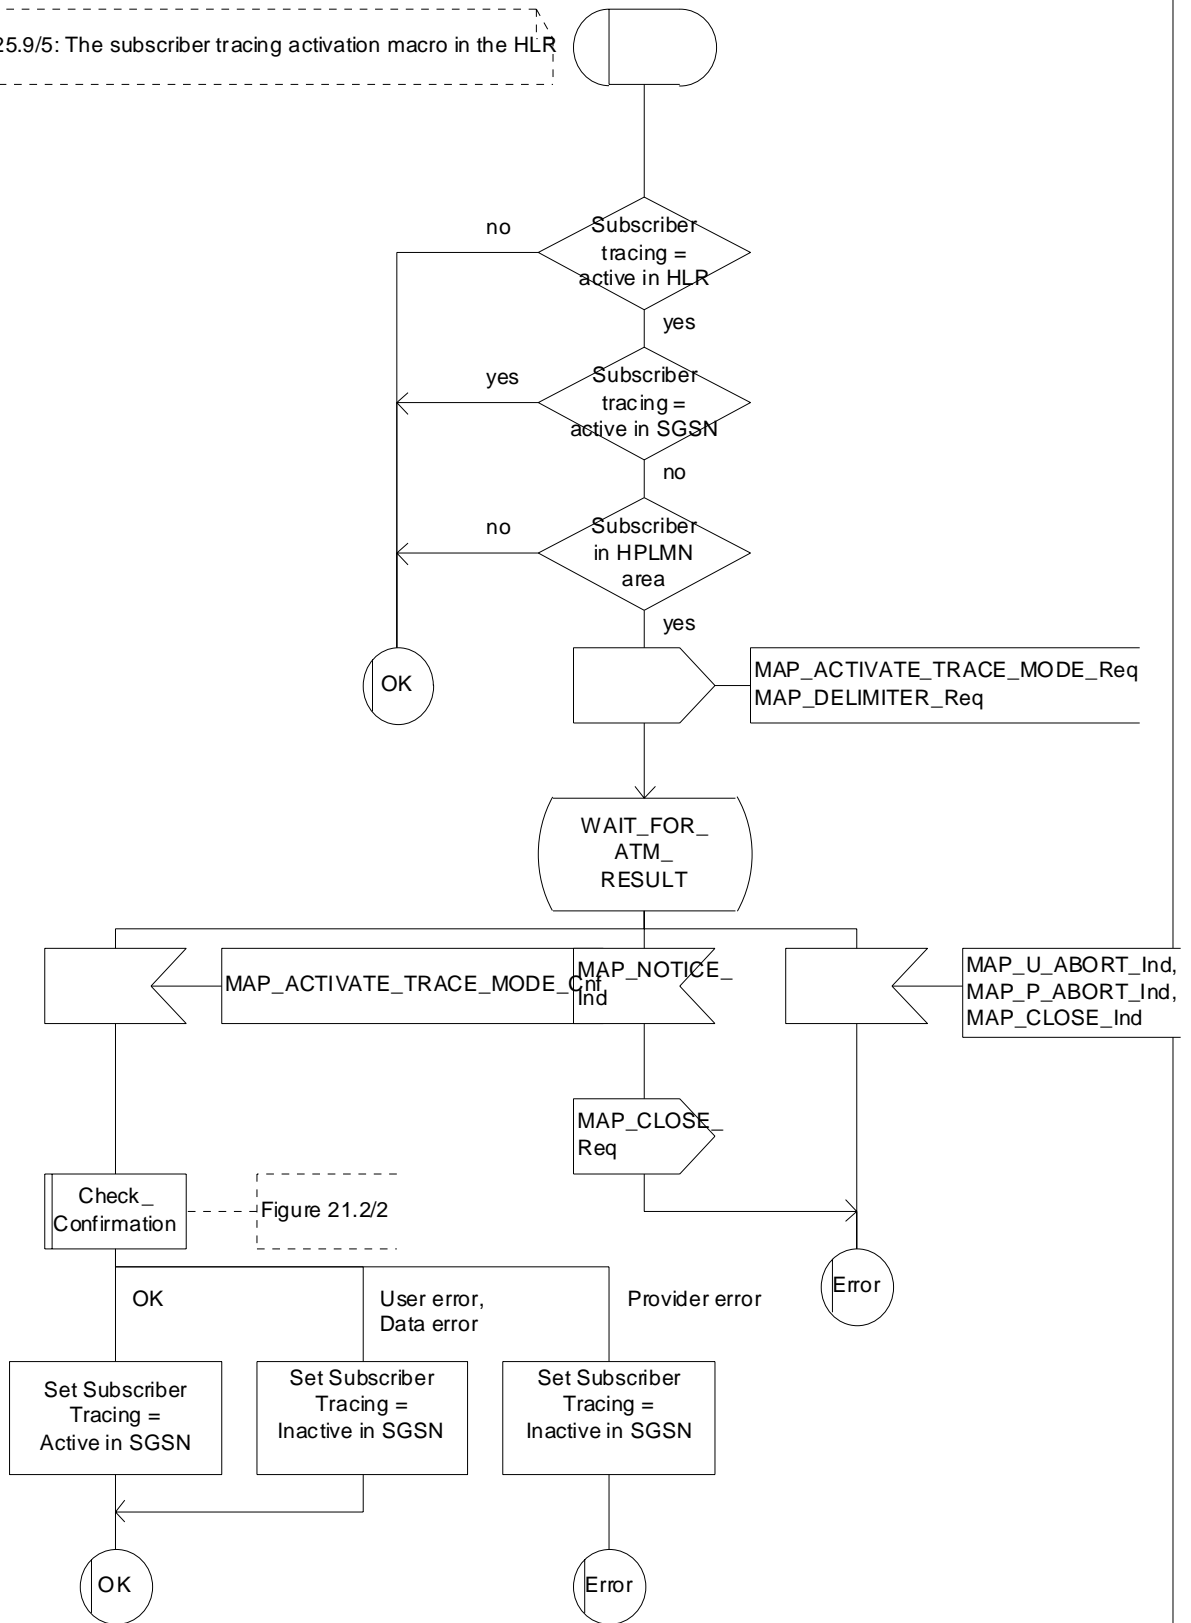 25.9/5: The subscriber tracing activation macro in the HLR
no
Subscriber
tracing =
active in HLR
yes
yes
Subscriber
tracing =
active in SGSN
no
no
Subscriber
in HPLMN
area
yes
OK
MAP_ACTIVATE_TRACE_MODE_Req
MAP_DELIMITER_Req
WAIT_FOR_
ATM_
RESULT
MAP_ACTIVATE_TRACE_MODE_Cnf
MAP_NOTICE_
Ind
MAP_U_ABORT_Ind,
MAP_P_ABORT_Ind,
MAP_CLOSE_Ind
MAP_CLOSE_
Req
Check_
Confirmation
Figure 21.2/2
Error
OK
User error,
Data error
Provider error
Set Subscriber
Tracing =
Active in SGSN
Set Subscriber
Tracing =
Inactive in SGSN
Set Subscriber
Tracing =
Inactive in SGSN
OK
Error